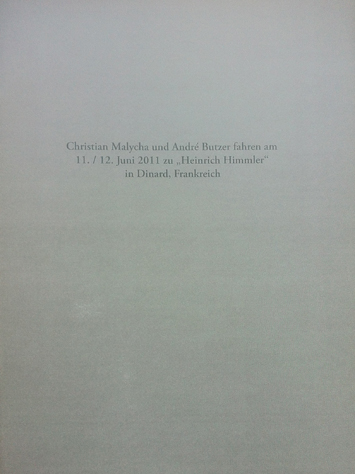 Christian Malycha und André Butzer fahren am
11. / 12. Juni 2011 zu „Heinrich Himmler“
in Dinard, Frankreich